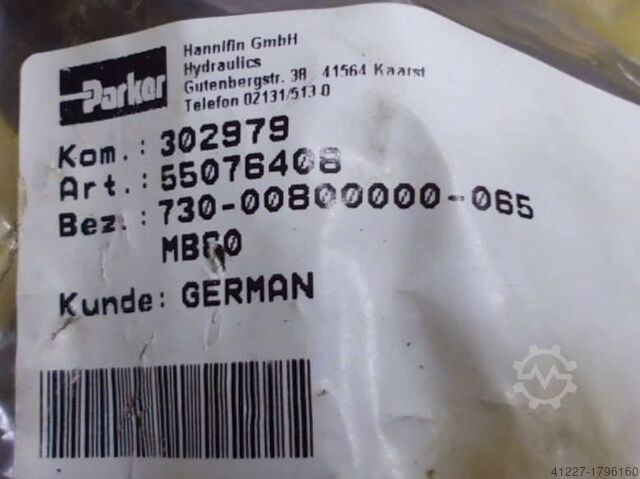 Parker
Hannifin GmbH
Hydraulics
Gutenbergstr. 38 41564 Kaarst
Telefon 02131/513-0
Kom.: 302979
Art.: 55076408
Bez.: 730-00800000-065
MB80
Kunde: GERMAN
41227-1796160